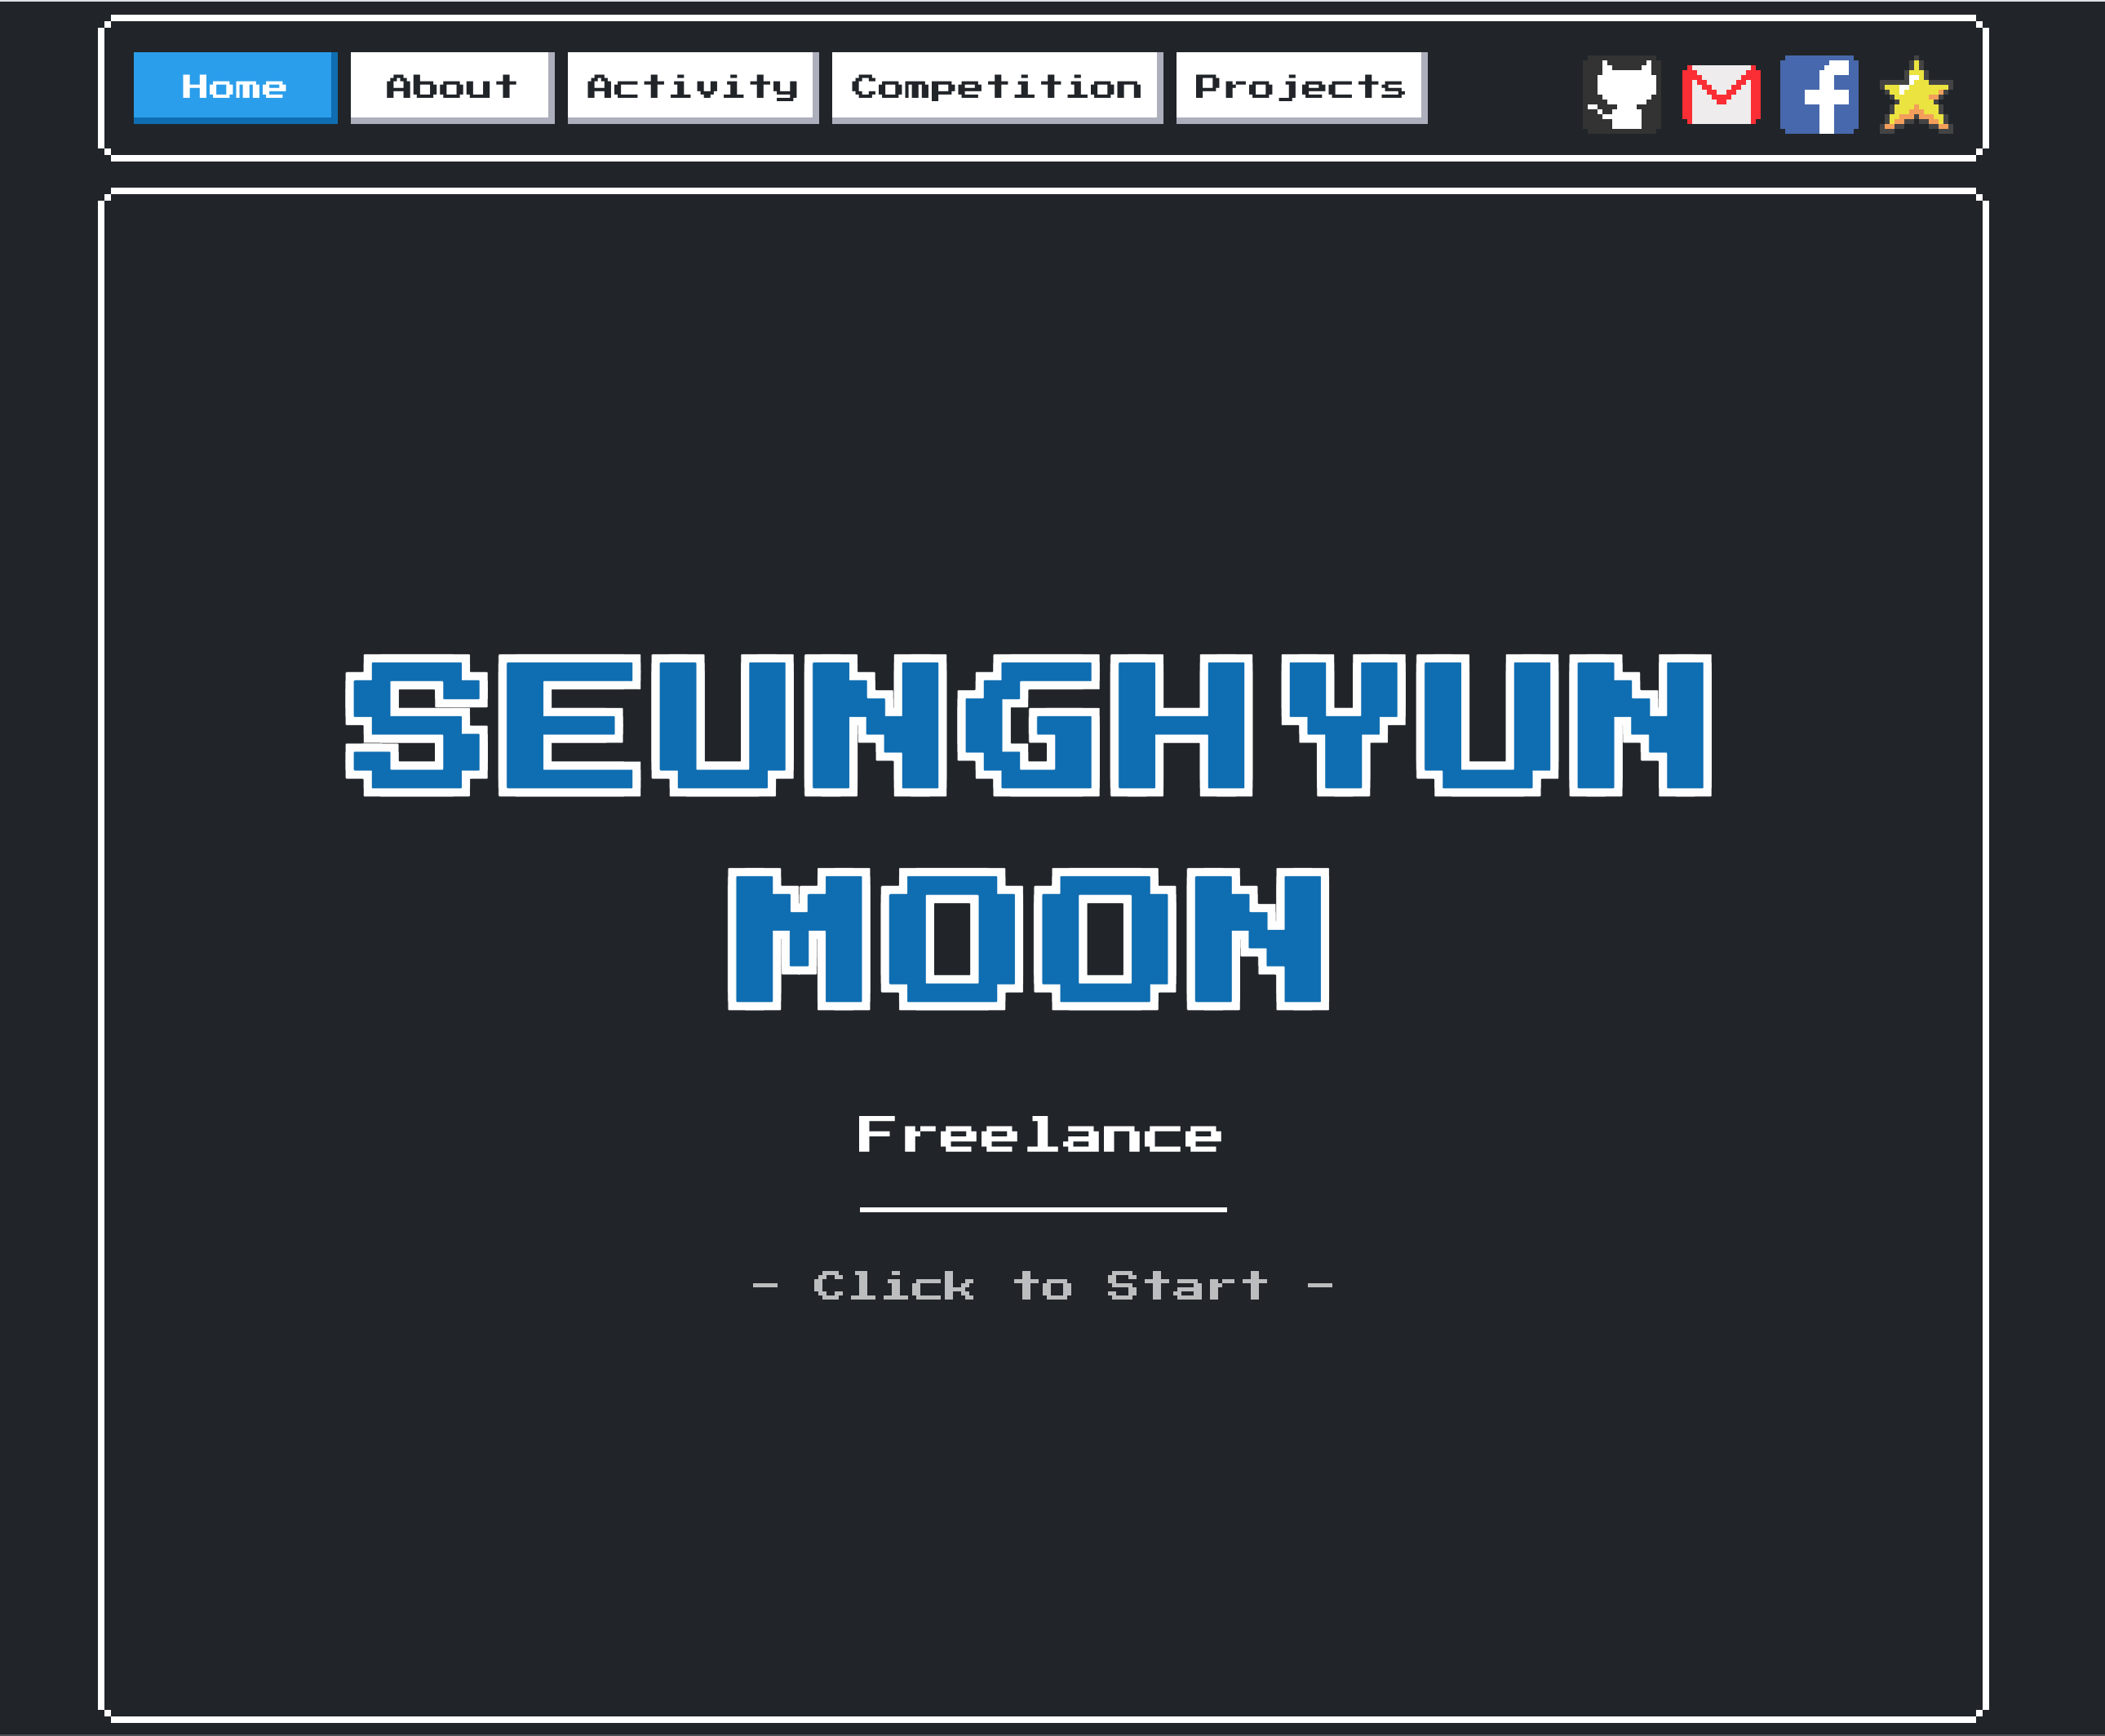 Home About Activity Competition Projects
SEUNGHYUN
MOON
Freelance
- Click to Start -